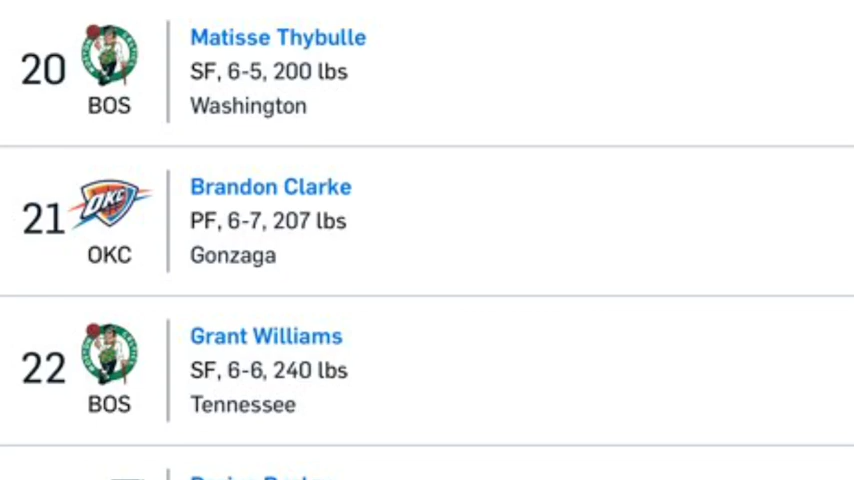 20
BOS
Matisse Thybulle
SF, 6-5, 200 lbs
Washington
21
OKC
OKC
Brandon Clarke
PF, 6-7, 207 lbs
Gonzaga
22
BOS
Grant Williams
SF, 6-6, 240 lbs
Tennessee